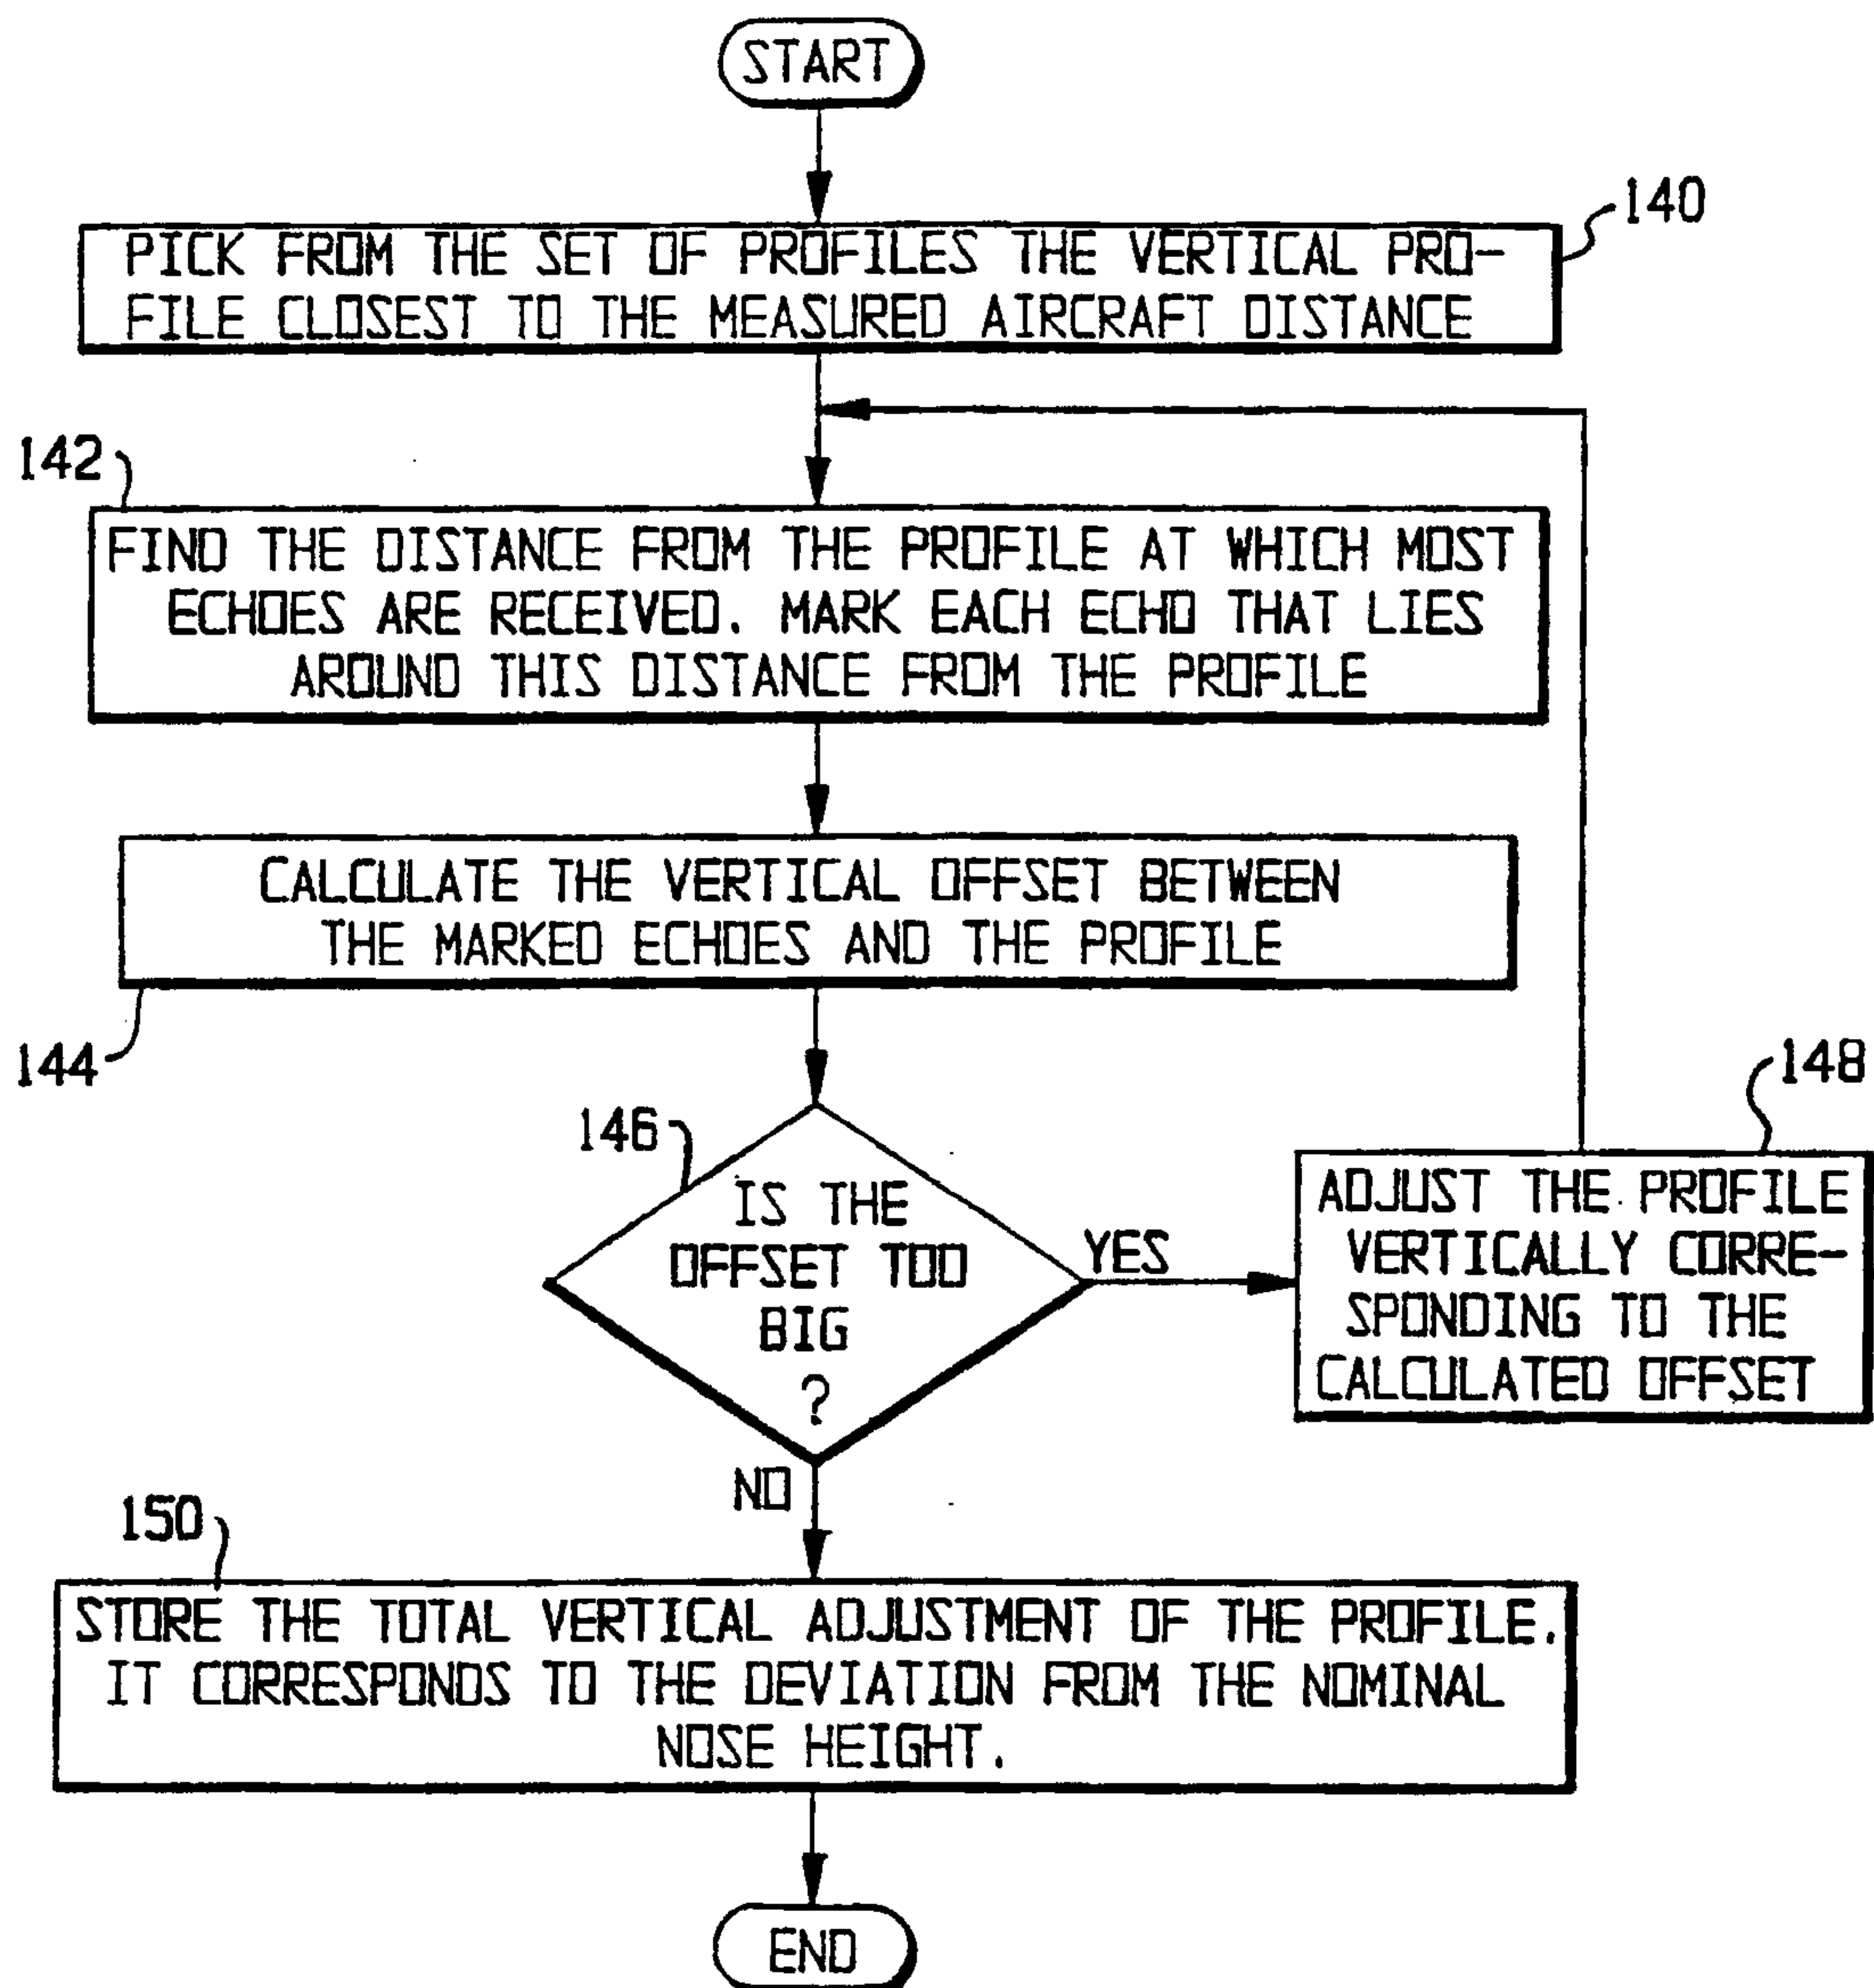 START
140
PICK FROM THE SET OF PROFILES THE VERTICAL PRO-
FILE CLOSEST TO THE MEASURED AIRCRAFT DISTANCE
142
FIND THE DISTANCE FROM THE PROFILE AT WHICH MOST
ECHOES ARE RECEIVED. MARK EACH ECHO THAT LIES
AROUND THIS DISTANCE FROM THE PROFILE
CALCULATE THE VERTICAL OFFSET BETWEEN
THE MARKED ECHOES AND THE PROFILE
144
146
IS THE
OFFSET TOO
BIG
?
YES
148
ADJUST THE PROFILE
VERTICALLY CORRE-
SPONDING TO THE
CALCULATED OFFSET
NO
150
STORE THE TOTAL VERTICAL ADJUSTMENT OF THE PROFILE.
IT CORRESPONDS TO THE DEVIATION FROM THE NOMINAL
NOSE HEIGHT.
END